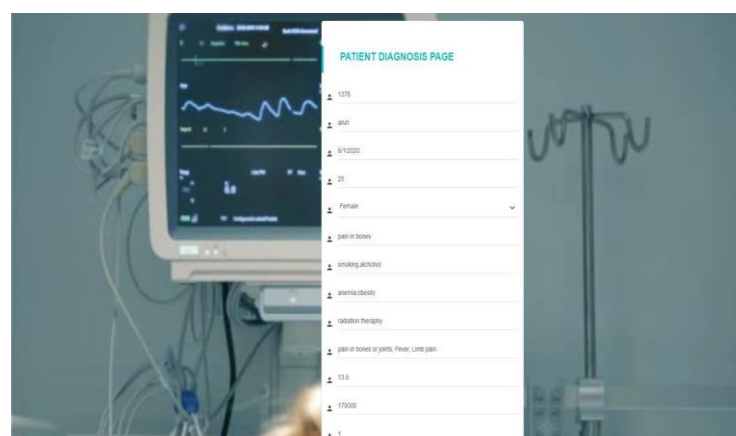 PATIENT DIAGNOSIS PAGE
1376
arun
6/1/2020
25
Female
pain in bones
smoking,alchohol
anemia,obesity
radiation theraphy
pain in bones or joints, Fever, Limb pain
13.5
175000
1